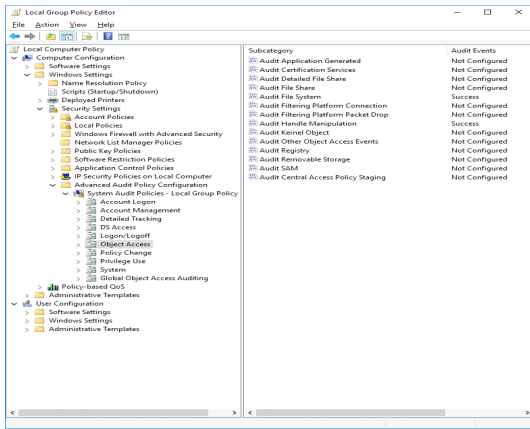 Local Group Policy Editor
File Action View Help
Local Computer Policy
Computer Configuration
Software Settings
Windows Settings
Name Resolution Policy
Scripts (Startup/Shutdown)
Deployed Printers
Security Settings
Account Policies
Local Policies
Windows Firewall with Advanced Security
Network List Manager Policies
Public Key Policies
Software Restriction Policies
Application Control Policies
IP Security Policies on Local Computer
Advanced Audit Policy Configuration
System Audit Policies - Local Group Policy
Account Logon
Account Management
Detailed Tracking
DS Access
Logon/Logoff
Object Access
Policy Change
Privilege Use
System
Global Object Access Auditing
Policy-based QoS
Administrative Templates
User Configuration
Software Settings
Windows Settings
Administrative Templates
Subcategory Audit Events
Audit Application Generated Not Configured
Audit Certification Services Not Configured
Audit Detailed File Share Not Configured
Audit File Share Not Configured
Audit File System Success
Audit Filtering Platform Connection Not Configured
Audit Filtering Platform Packet Drop Not Configured
Audit Handle Manipulation Success
Audit Kernel Object Not Configured
Audit Other Object Access Events Not Configured
Audit Registry Not Configured
Audit Removable Storage Not Configured
Audit SAM Not Configured
Audit Central Access Policy Staging Not Configured